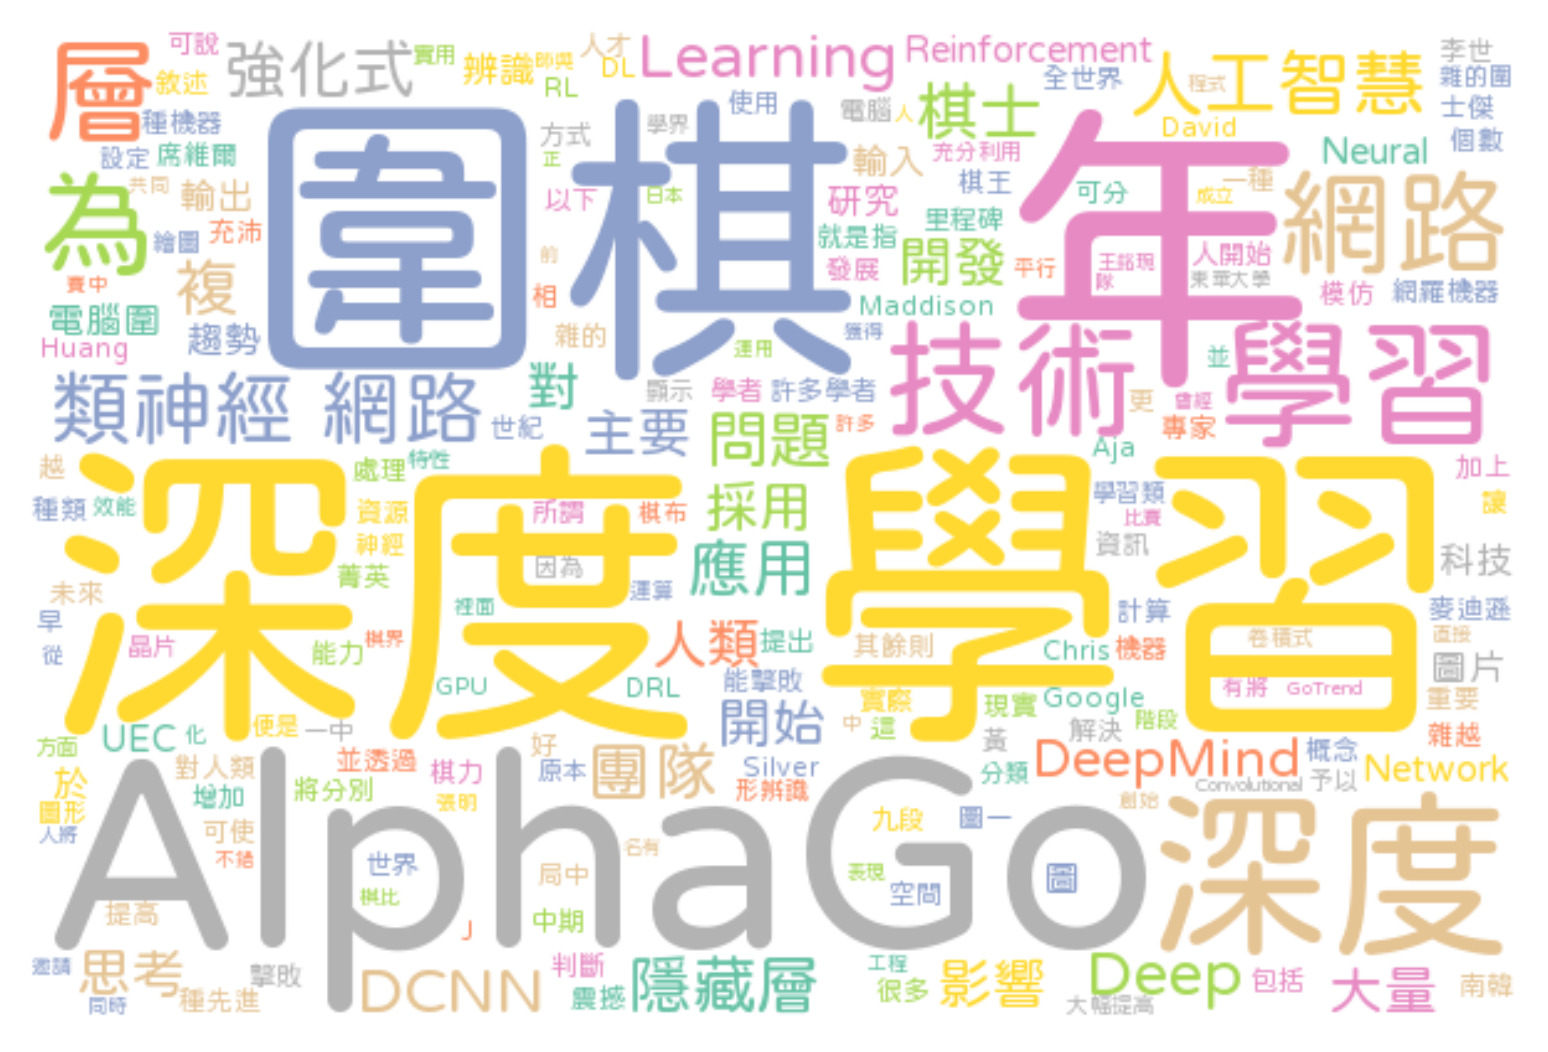 層
可說
敘述
強化式
實用
辨識
師與
人才
DL
RL
Learning
Reinforcement
全世界
人工智慧
程式
李世
雜的圍
士傑
個數
種機器
設定
席維爾
圍棋
方式
正
學界
使用
電腦
人
棋士
David
Neural
為
共同
輸出
繪圖
充沛
以下
日本
研究
輸入
充分利用
棋王
里程碑
年
可分
一種
成立
網路
賽中
複
前
相
就是指
發展
開發
平行
王銘琬
隊
人開始
東華大學
模仿
網羅機器
電腦圍
Huang
趨勢
雜的
運用
獲得
Maddison
技術
並
學習
類神經 網路
世紀
對
顯示
學者
許多學者
主要
問題
許多
更
曾經
專家
Aja
越
深度學習
處理
特性
種類
效能
資源
神經
所謂
棋布
採用
學習類
比賽
資訊
加上
讓
科技
未來
菁英
因為
裡面
運算
應用
計算
麥迪遜
直接
早
從
晶片
能力
棋界
人類
提出
其餘則
Chris
機器
卷積式
圖片
GPU
DRL
能擊敗
實際
現實
Google
有將
GoTrend
重要
方面
UEC
化
便是
一中
好
開始
中
這
黃
解決
階段
雜越
於
圖形
人將
對人類
增加
並透過
將分別
棋力
張明
原本
團隊
Silver
形辨識
分類
DeepMind
概念
Network
Convolutional
予以
AlphaGo
創始
深度
可使
不錯
世界
棋比
局中
名有
九段
圖一
表現
空間
圖
提高
」
中期
邀請
思考
同時
種先進
擊敗
DCNN
判斷
震撼
隱藏層
工程
很多
影響
Deep
大幅提高
包括
大量
南韓